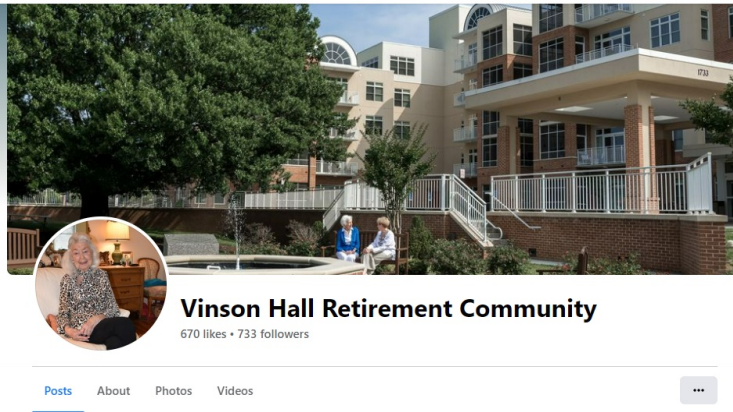 1733
Vinson Hall Retirement Community
670 likes • 733 followers
Posts About Photos Videos